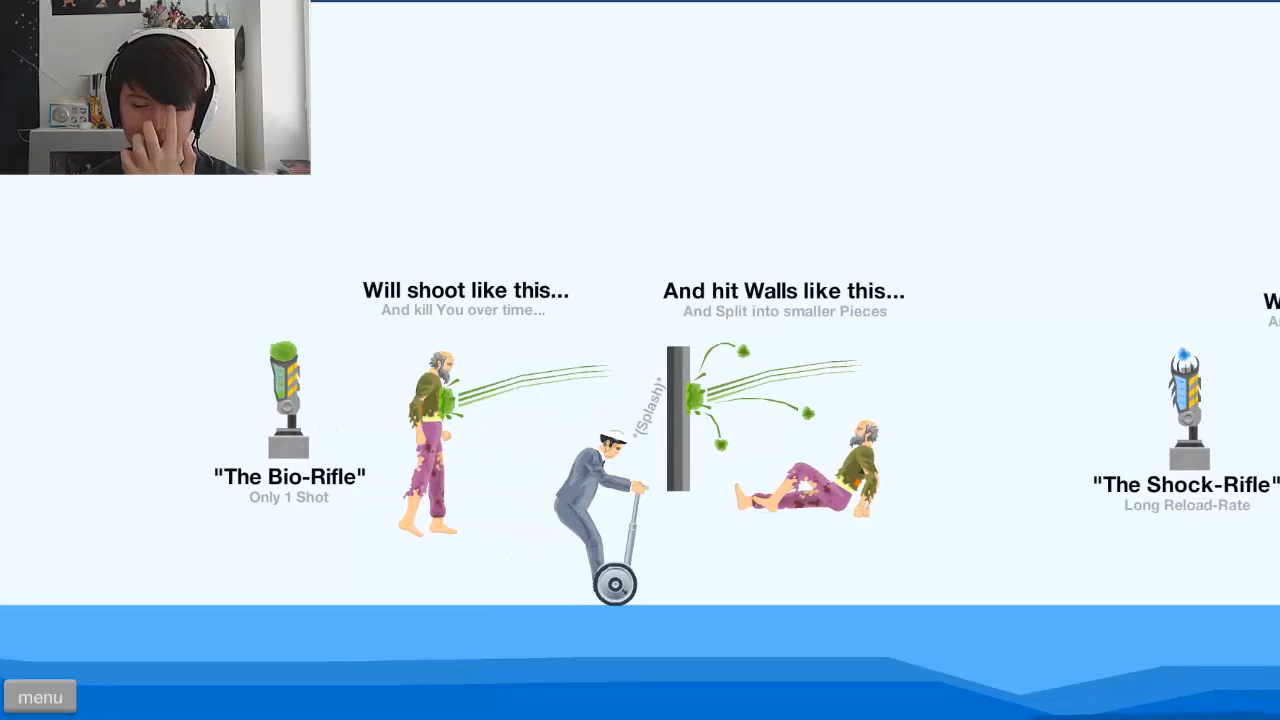 Will shoot like this...
And kill You over time...
And hit Walls like this...
And Split into smaller Pieces
*(Splash)*
"The Bio-Rifle"
Only 1 Shot
"The Shock-Rifle"
Long Reload-Rate
menu